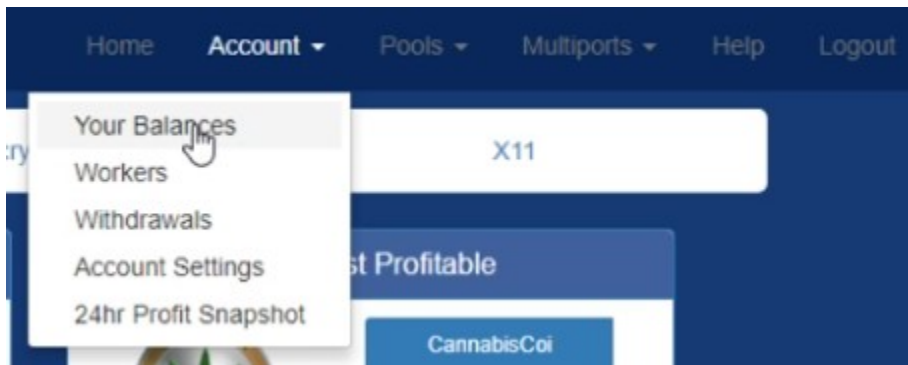 Home Account Pools Multiports Help Logout
Your Balances
cry
X11
Workers
Withdrawals
Account Settings
st Profitable
24hr Profit Snapshot
CannabisCoi